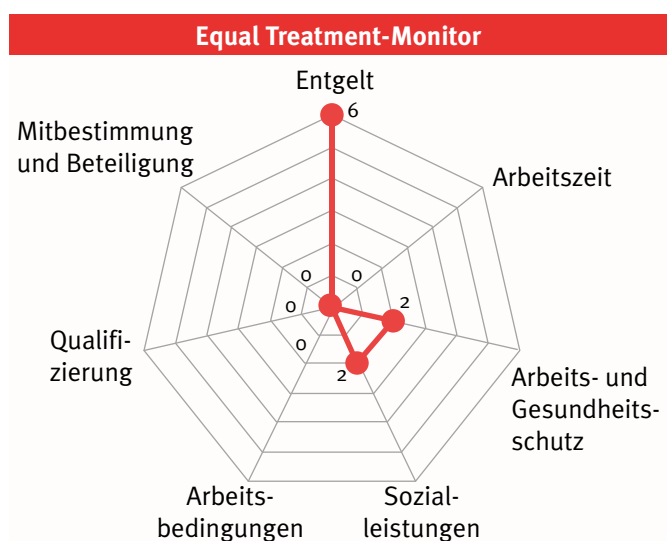 Equal Treatment-Monitor
Entgelt
6
Mitbestimmung
und Beteiligung
Arbeitszeit
0
0
0
2
0
2
Qualifi-
zierung
Arbeits- und
Gesundheits-
schutz
Arbeits-
bedingungen
Sozial-
leistungen